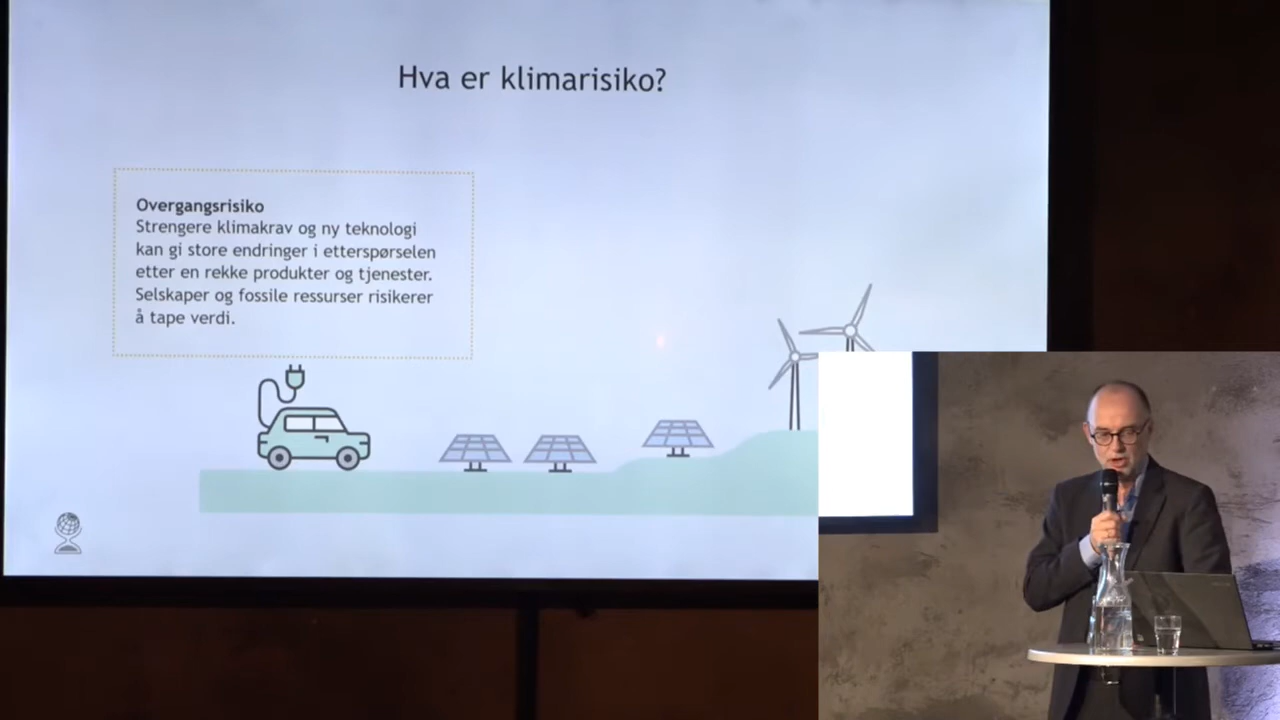 Hva er klimarisiko?
Overgangsrisiko
Strengere klimakrav og ny teknologi
kan gi store endringer i etterspørselen
etter en rekke produkter og tjenester.
Selskaper og fossile ressurser risikerer
å tape verdi.